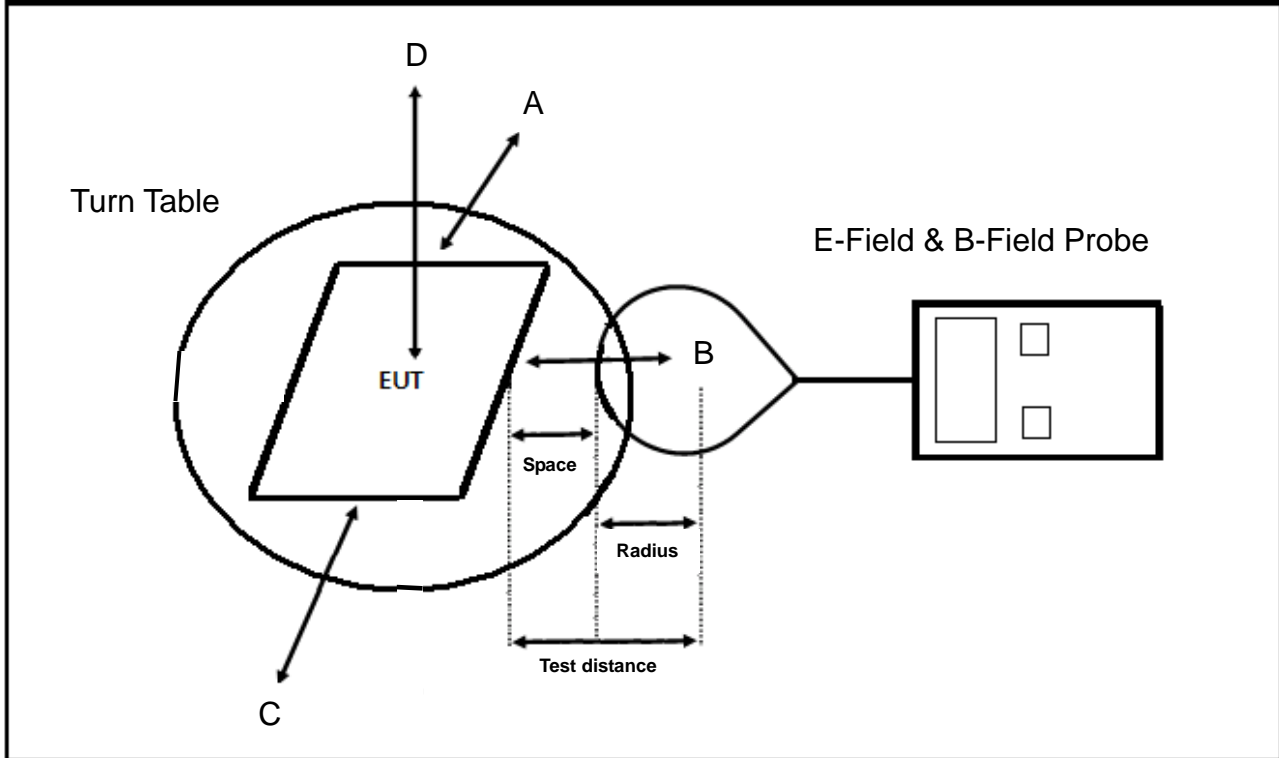 D
A
Turn Table
E-Field & B-Field Probe
B
EUT
Space
Radius
Test distance
C